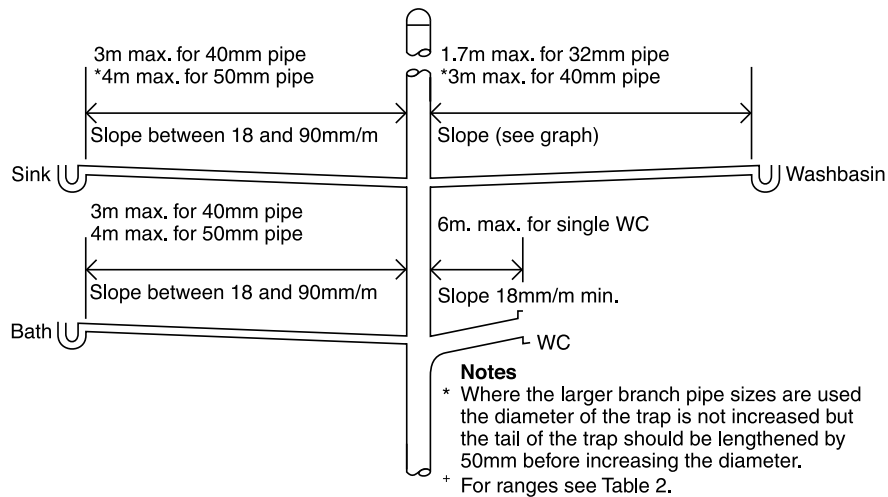 3m max. for 40mm pipe
*4m max. for 50mm pipe
1.7m max. for 32mm pipe
*3m max. for 40mm pipe
Slope between 18 and 90mm/m
Slope (see graph)
Sink
Washbasin
3m max. for 40mm pipe
4m max. for 50mm pipe
6m. max. for single WC
Slope between 18 and 90mm/m
Slope 18mm/m min.
Bath
WC
Notes
* Where the larger branch pipe sizes are used
the diameter of the trap is not increased but
the tail of the trap should be lengthened by
50mm before increasing the diameter.
+ For ranges see Table 2.